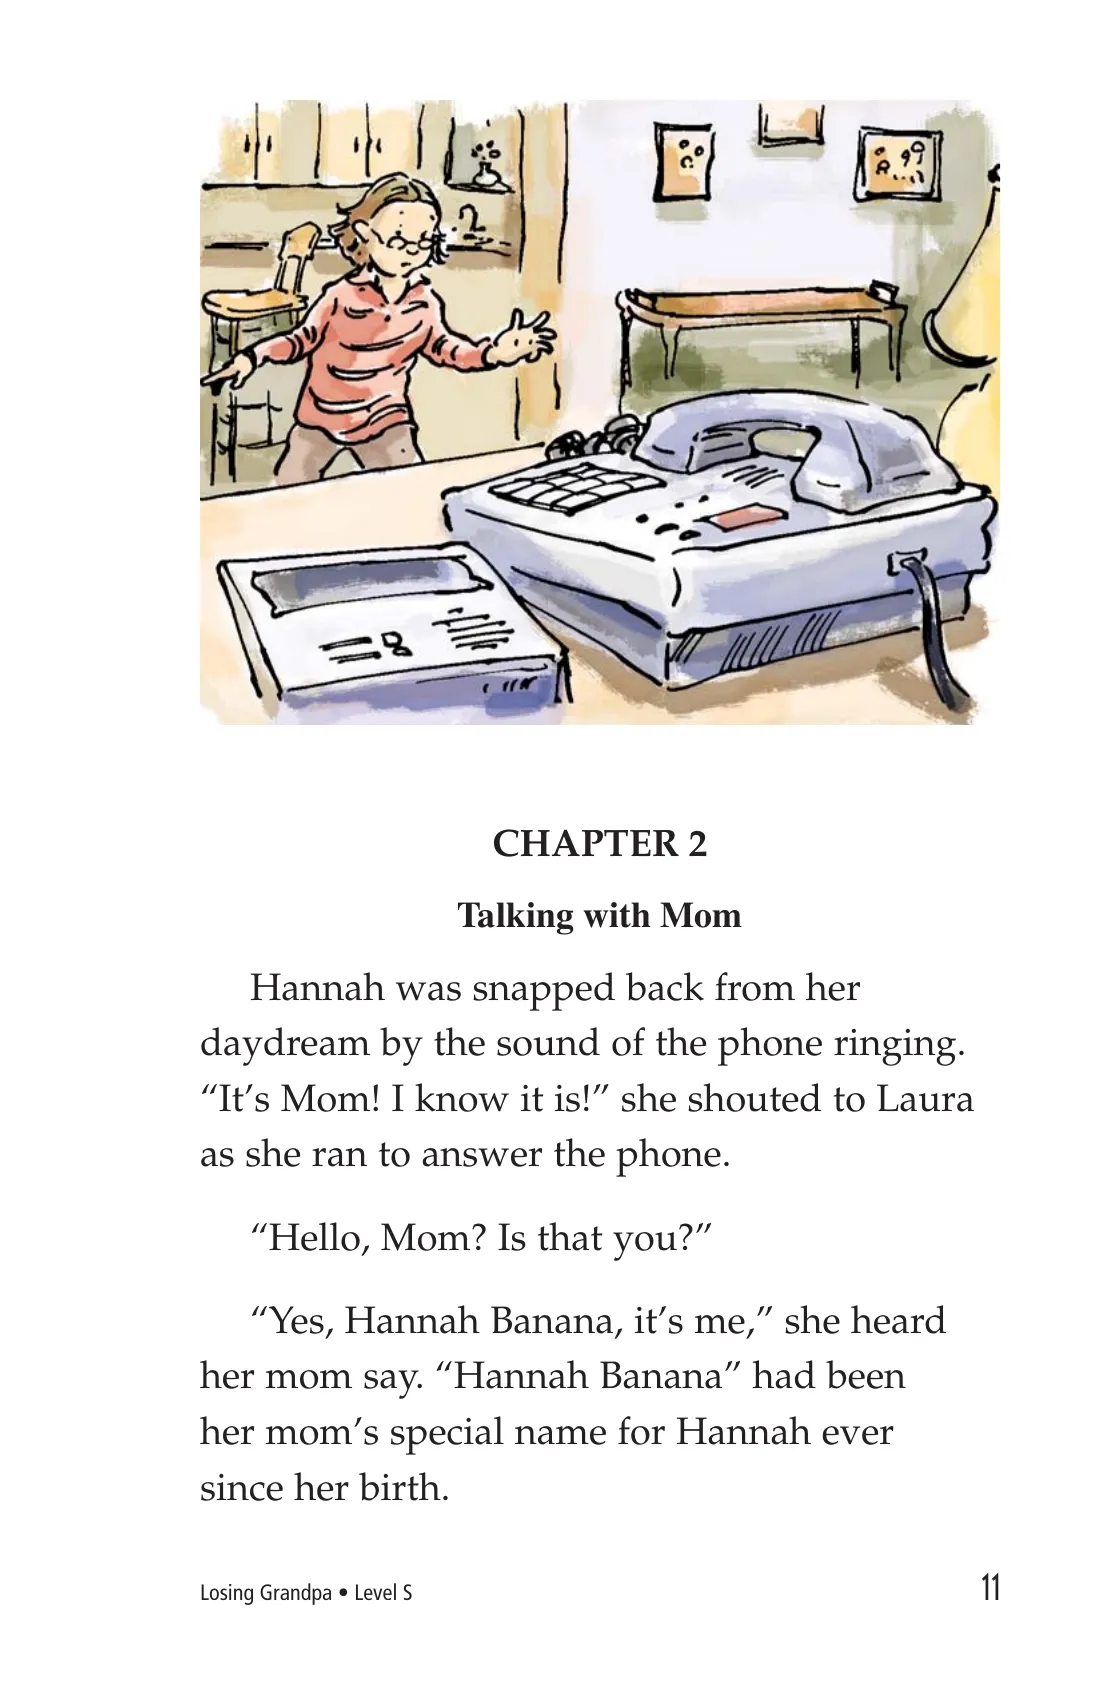 CHAPTER 2
Talking with Mom
Hannah was snapped back from her
daydream by the sound of the phone ringing.
“It’s Mom! I know it is!” she shouted to Laura
as she ran to answer the phone.
“Hello, Mom? Is that you?”
“Yes, Hannah Banana, it’s me,” she heard
her mom say. “Hannah Banana” had been
her mom’s special name for Hannah ever
since her birth.
Losing Grandpa • Level S
11